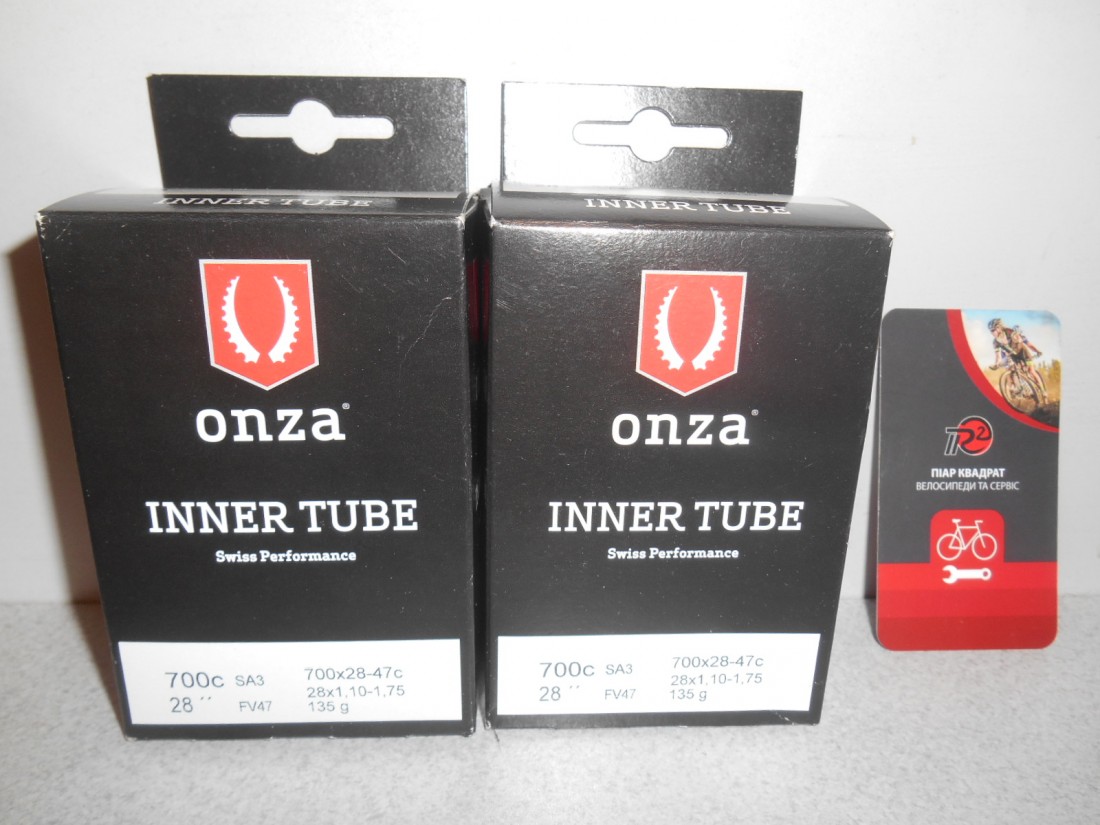 INNER TUBE
onza®
INNER TUBE
Swiss Performance
700c SA3 700x28-47c
28 ´´ FV47 28x1,10-1,75
135 g
INNER TUBE
onza®
INNER TUBE
Swiss Performance
700c SA3 700x28-47c
28 ´´ FV47 28x1,10-1,75
135 g
ПR2
ПІАР КВАДРАТ
ВЕЛОСИПЕДИ ТА СЕРВІС